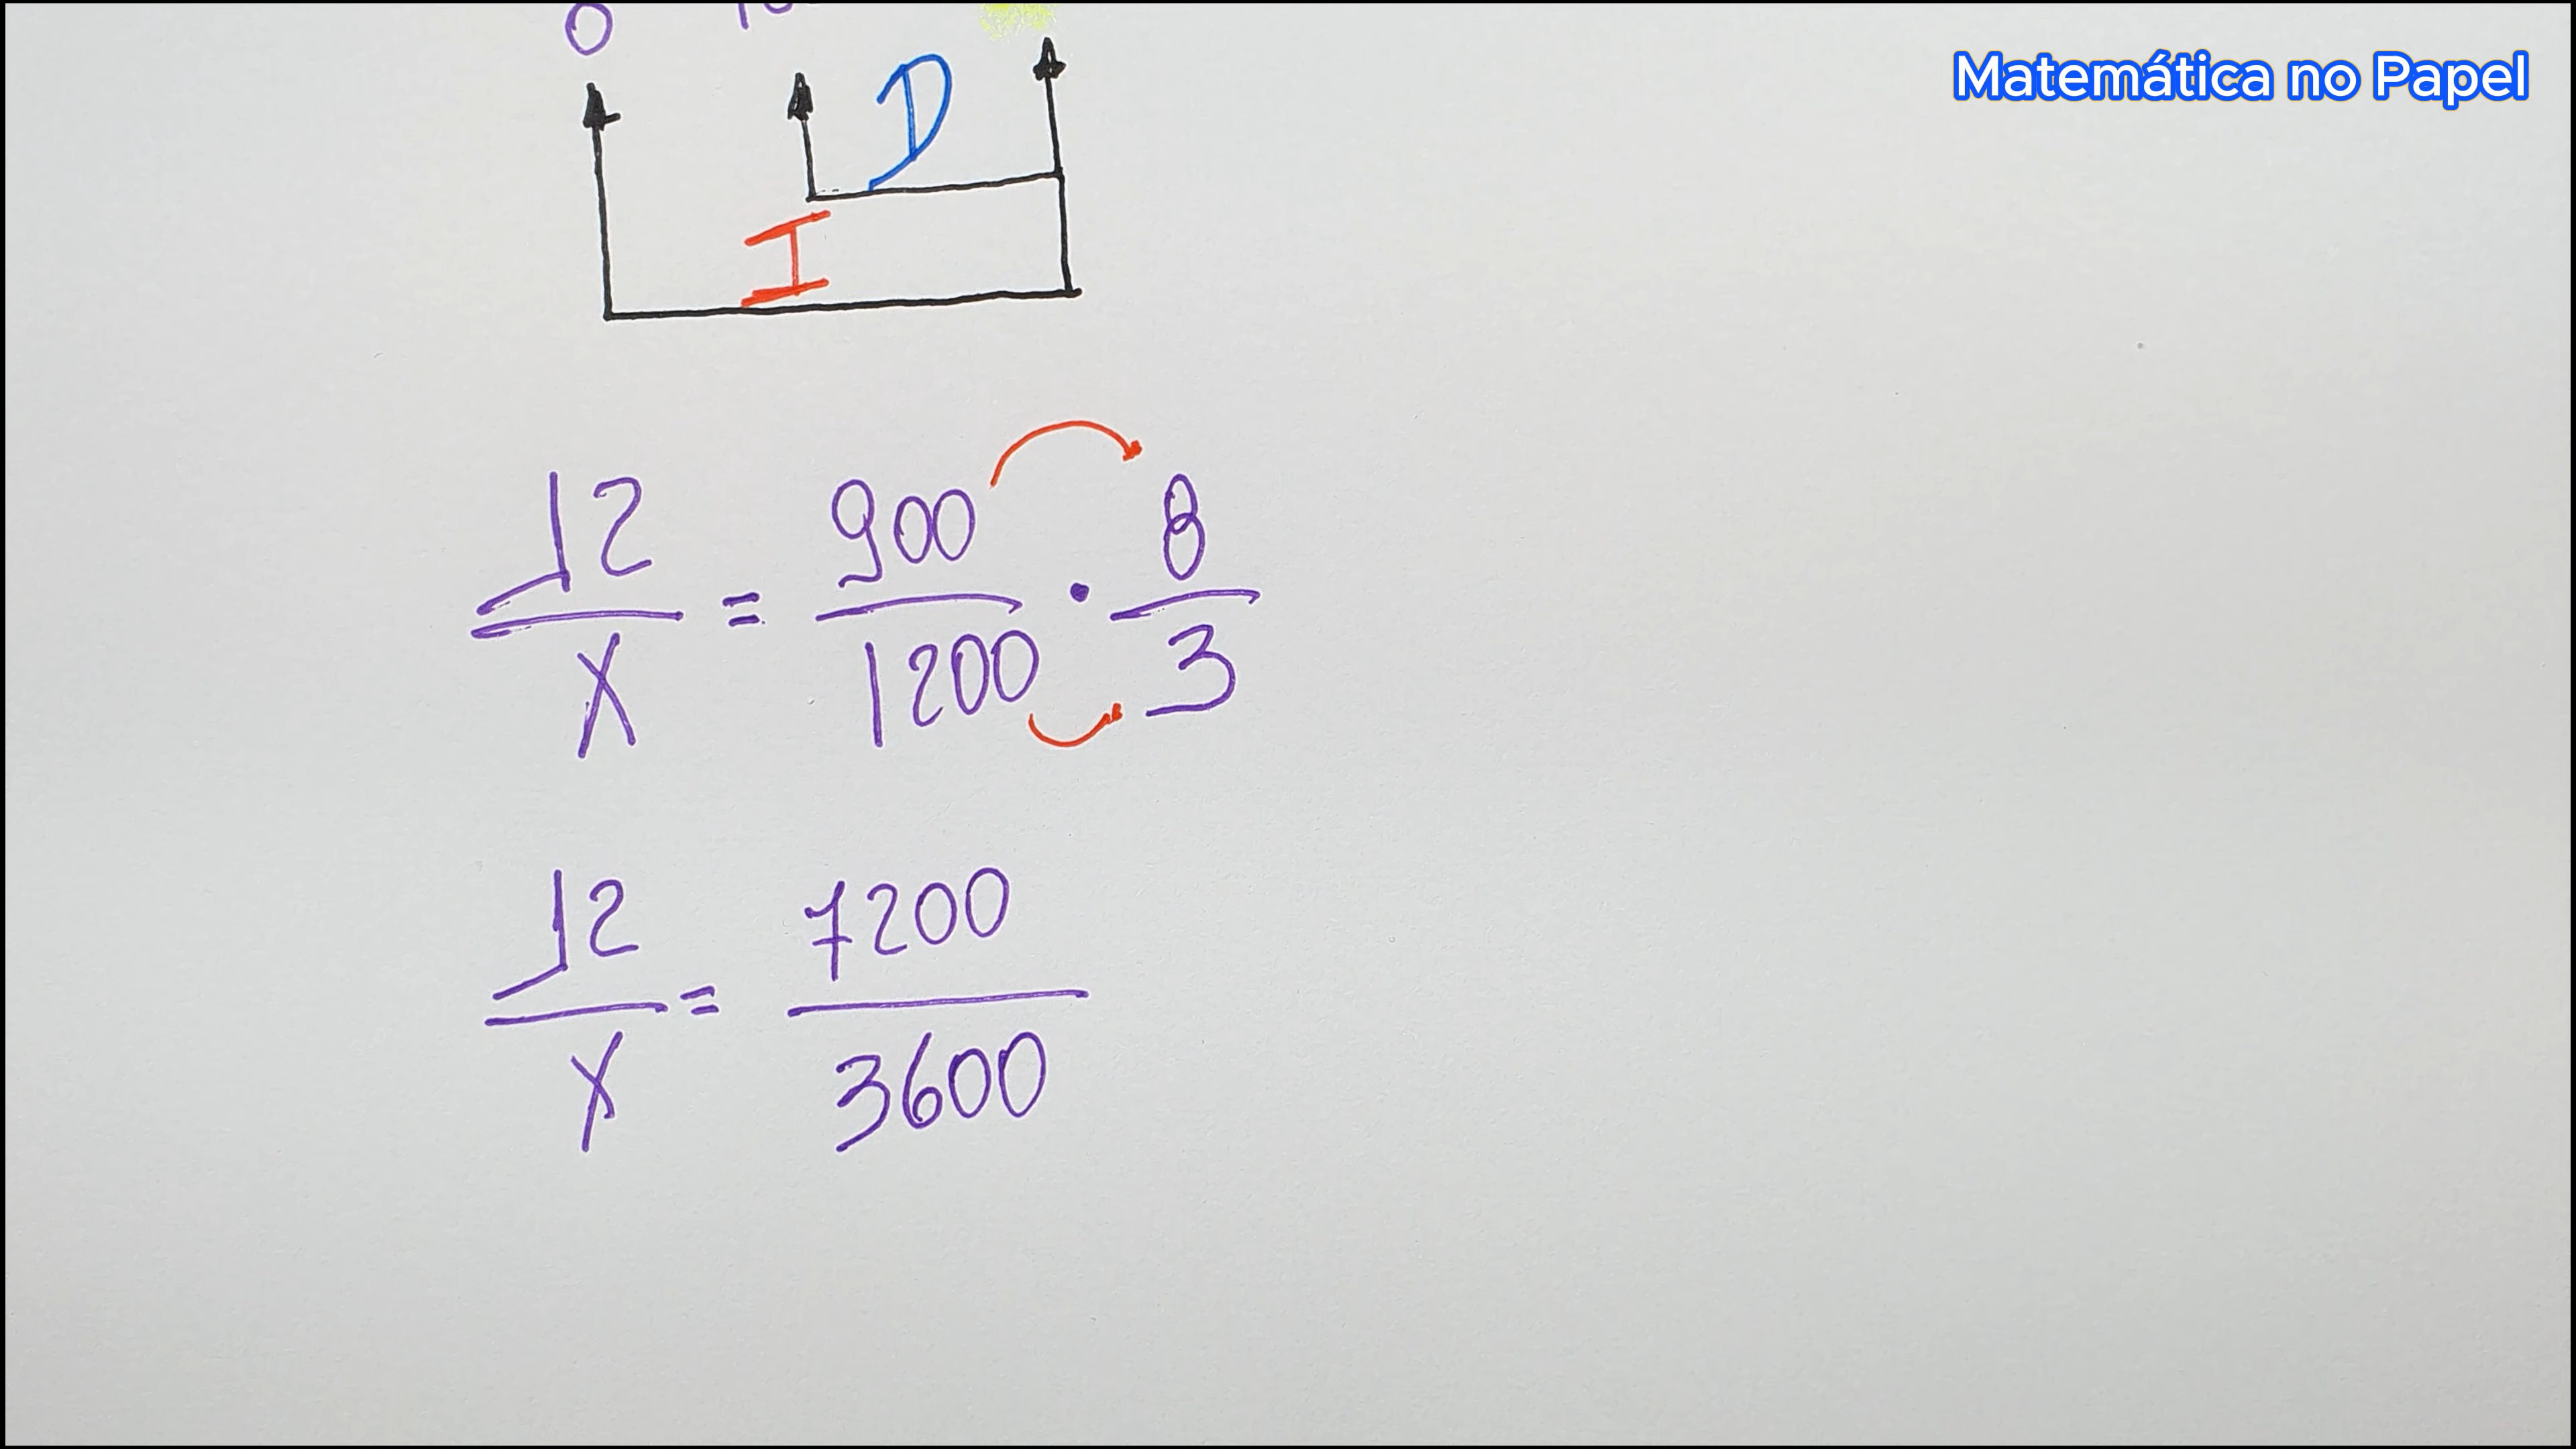 Matemática no Papel
D
I
12/x = 900/1200 · 8/3
12/x = 7200/3600